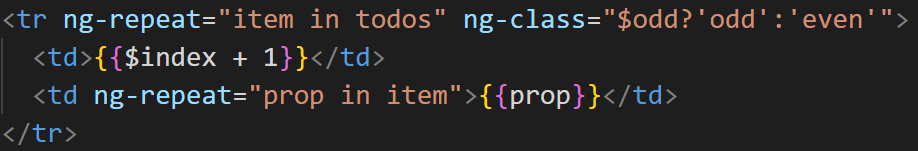 <tr ng-repeat="item in todos" ng-class="$odd?'odd':'even'">
  <td>{{$index + 1}}</td>
  <td ng-repeat="prop in item">{{prop}}</td>
</tr>